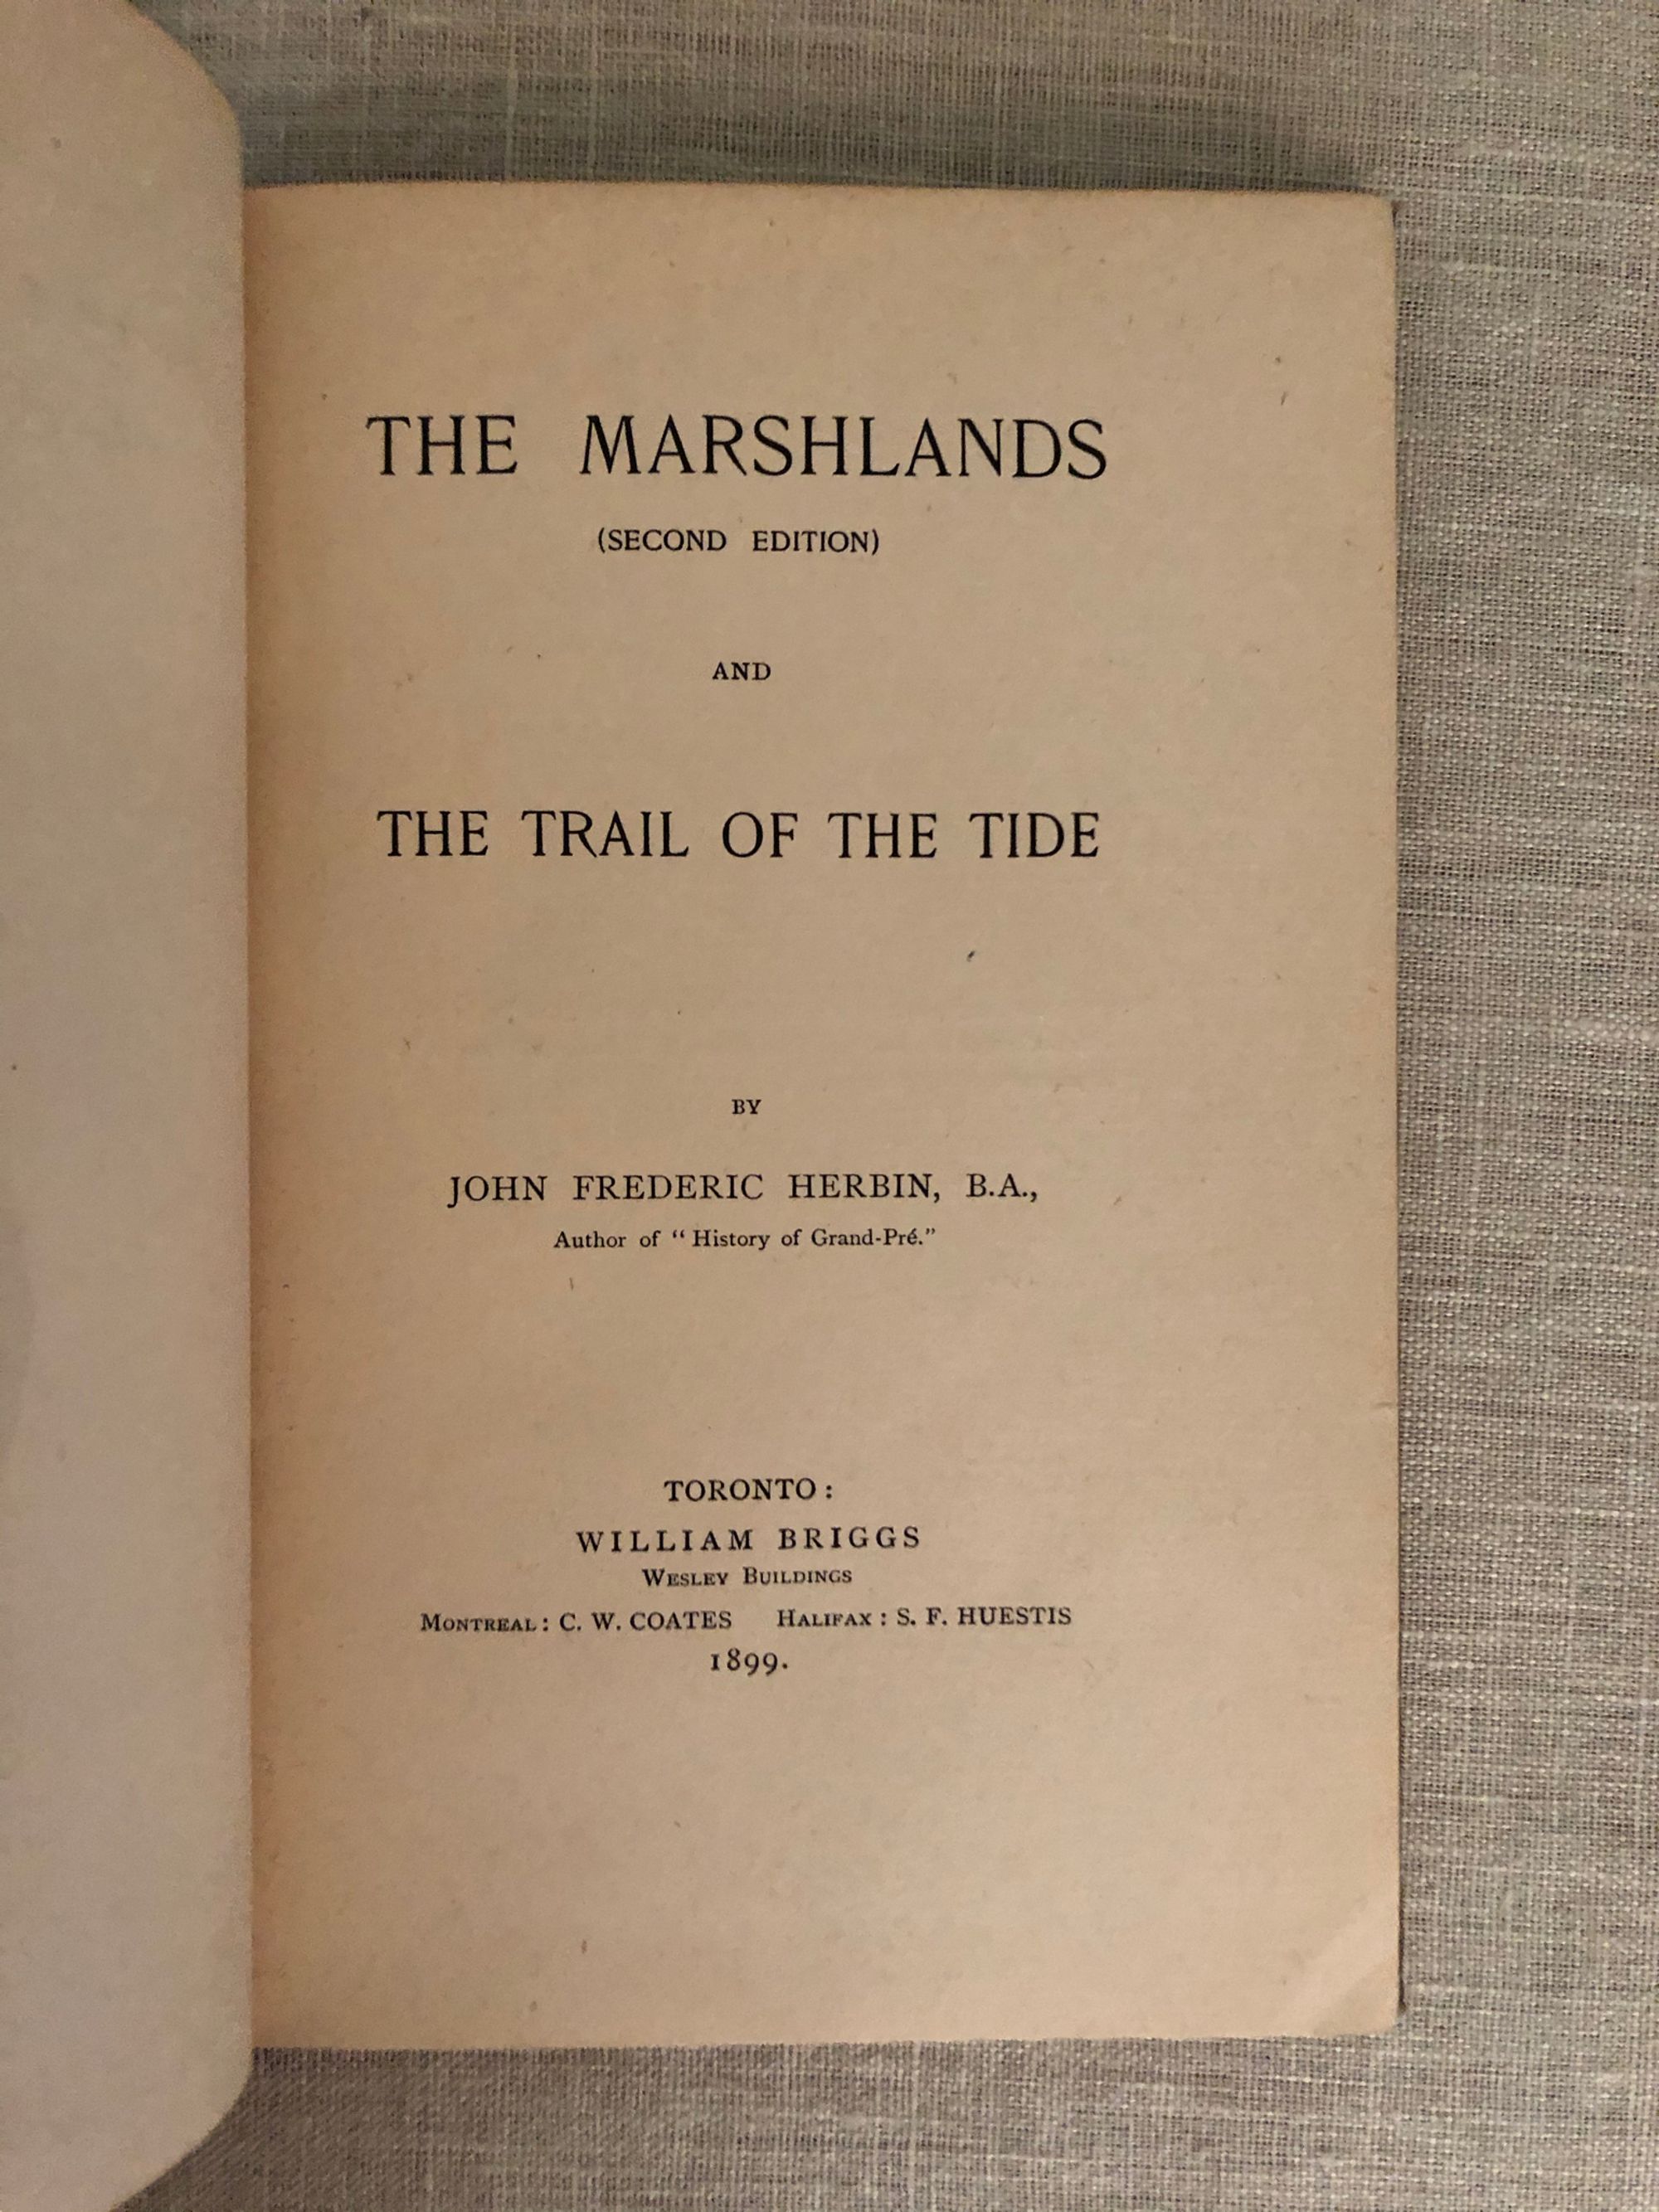 THE MARSHLANDS
(SECOND EDITION)
AND
THE TRAIL OF THE TIDE
BY
JOHN FREDERIC HERBIN, B.A.,
Author of “History of Grand-Pré.”
TORONTO:
WILLIAM BRIGGS
WESLEY BUILDINGS
MONTREAL: C. W. COATES HALIFAX: S. F. HUESTIS
1899.